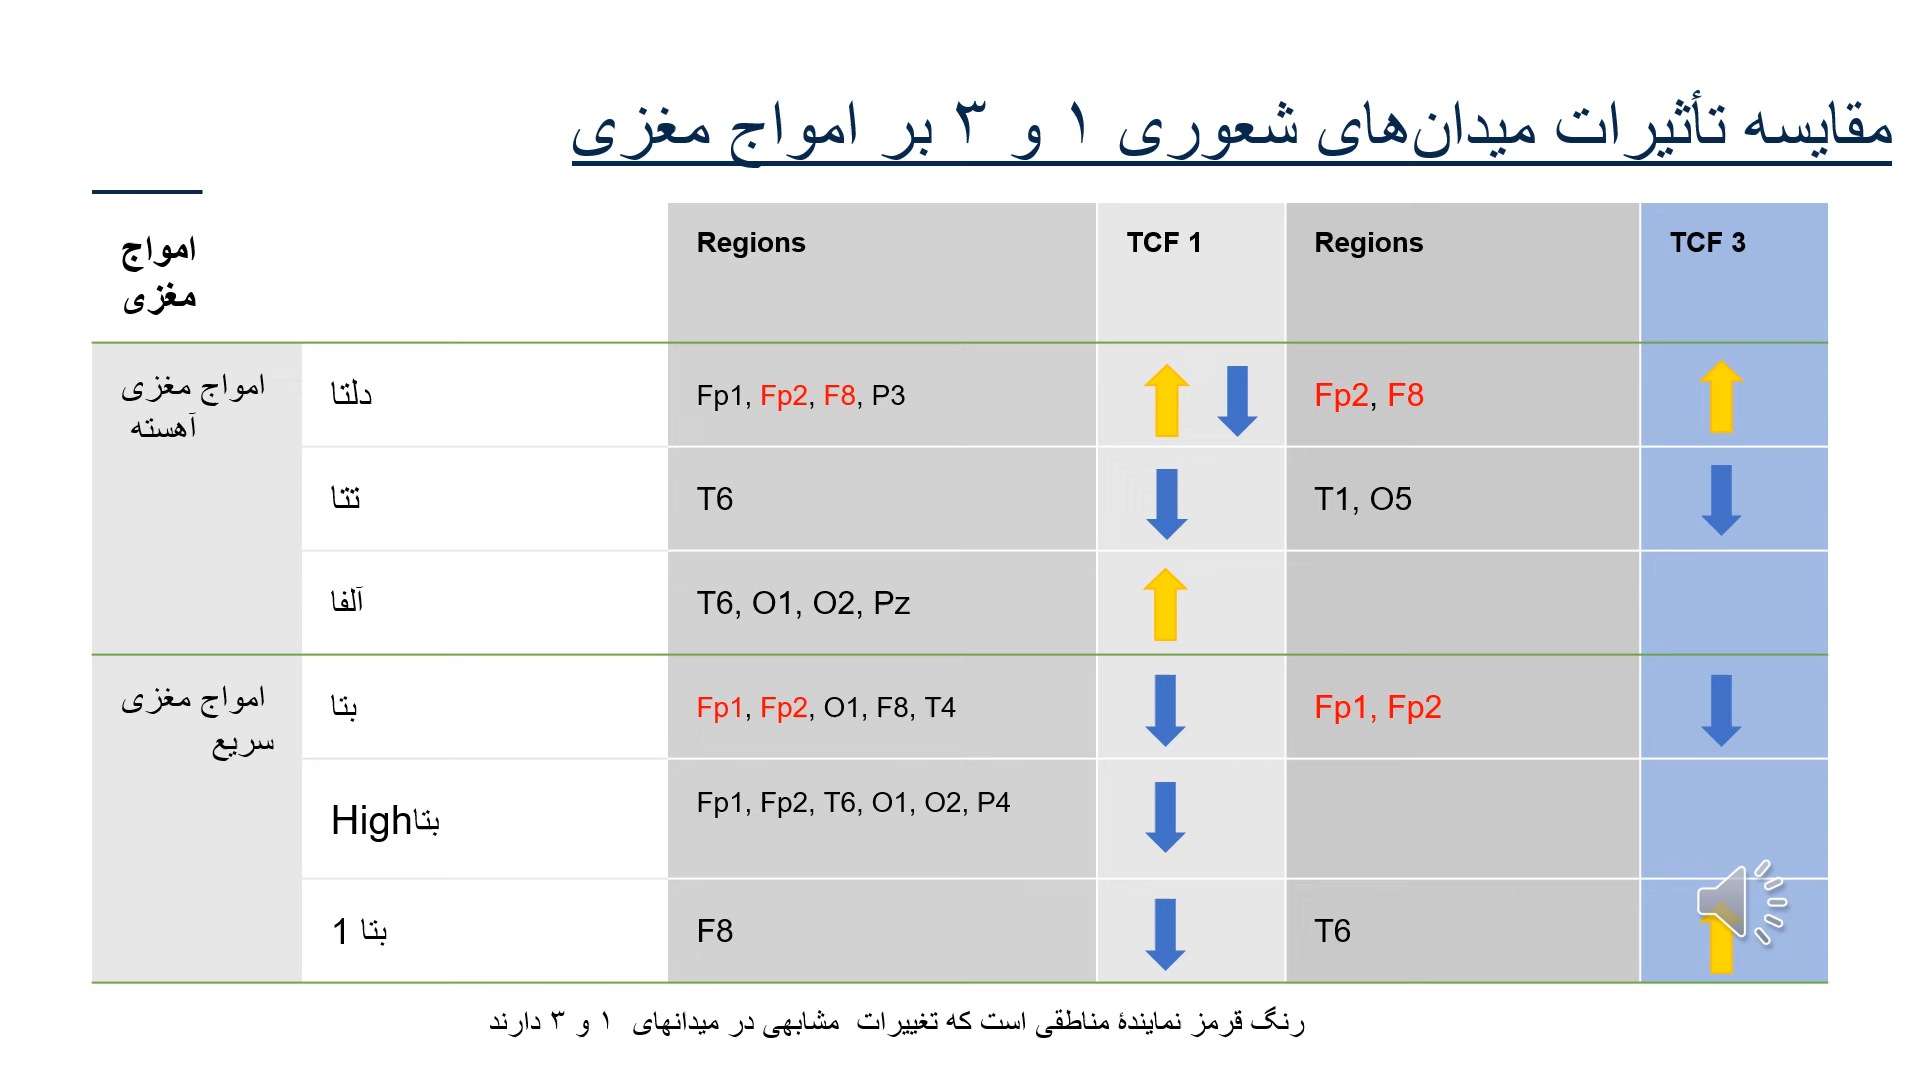 مقایسه تأثیرات میدان‌های شعوری ۱ و ۳ بر امواج مغزی
امواج
مغزی
Regions
TCF 1
Regions
TCF 3
امواج مغزی
آهسته
دلتا
Fp1, Fp2, F8, P3
Fp2, F8
تتا
T6
T1, O5
آلفا
T6, O1, O2, Pz
امواج مغزی
سریع
بتا
Fp1, Fp2, O1, F8, T4
Fp1, Fp2
Highبتا
Fp1, Fp2, T6, O1, O2, P4
بتا 1
F8
T6
رنگ قرمز نمایندۀ مناطقی است که تغییرات مشابهی در میدانهای ۱ و ۳ دارند